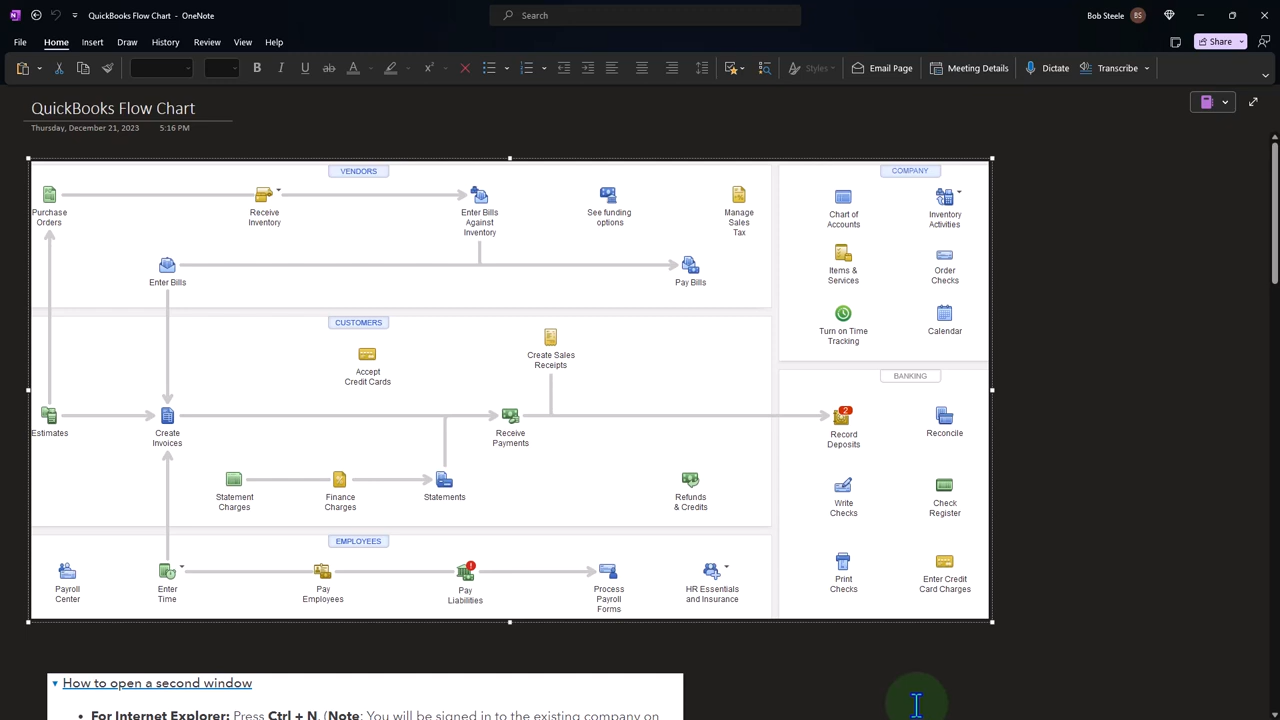 QuickBooks Flow Chart - OneNote
Search
Bob Steele
BS
File
Home
Insert
Draw
History
Review
View
Help
Share
B
I
U
ab
A
Styles
Email Page
Meeting Details
Dictate
Transcribe
QuickBooks Flow Chart
Thursday, December 21, 2023
5:16 PM
VENDORS
Purchase
Orders
Receive
Inventory
Enter Bills
Against
Inventory
See funding
options
Manage
Sales
Tax
Enter Bills
Pay Bills
COMPANY
Chart of
Accounts
Inventory
Activities
Items &
Services
Order
Checks
Turn on Time
Tracking
Calendar
CUSTOMERS
Accept
Credit Cards
Create Sales
Receipts
Estimates
Create
Invoices
Receive
Payments
Statement
Charges
Finance
Charges
Statements
Refunds
& Credits
BANKING
2
Record
Deposits
Reconcile
Write
Checks
Check
Register
Print
Checks
Enter Credit
Card Charges
EMPLOYEES
Payroll
Center
Enter
Time
Pay
Employees
Pay
Liabilities
Process
Payroll
Forms
HR Essentials
and Insurance
How to open a second window
• For Internet Explorer: Press Ctrl + N. (Note: You will be signed in to the existing company on